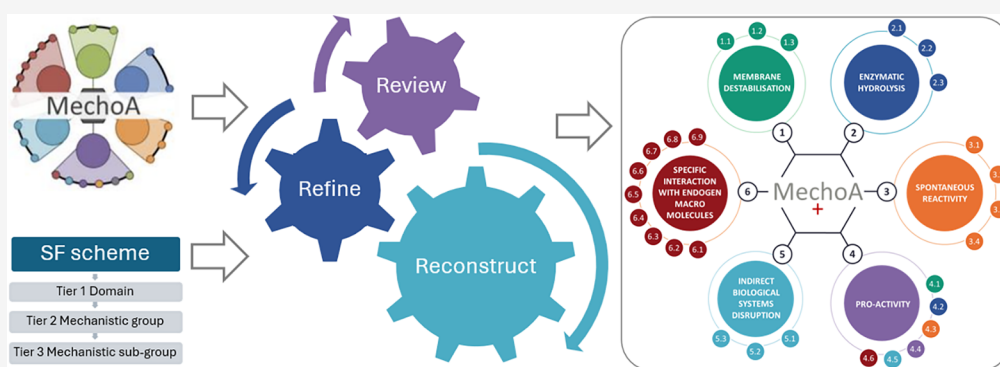 MechoA
SF scheme
Tier 1 Domain
Tier 2 Mechanistic group
Tier 3 Mechanistic sub-group
Review
Refine
Reconstruct
1.1
1.2
1.3
MEMBRANE
DESTABILISATION
1
2.1
2.2
2.3
ENZYMATIC
HYDROLYSIS
2
3.1
3.4
SPONTANEOUS
REACTIVITY
3
MechoA
+
6.9
6.8
6.7
6.6
6.5
6.4
6.3
6.2
6.1
SPECIFIC
INTERACTION
WITH ENDOGEN
MACRO
MOLECULES
6
5
INDIRECT
BIOLOGICAL
SYSTEMS
DISRUPTION
5.3
5.2
5.1
4
PRO-ACTIVITY
4.1
4.2
4.3
4.4
4.5
4.6